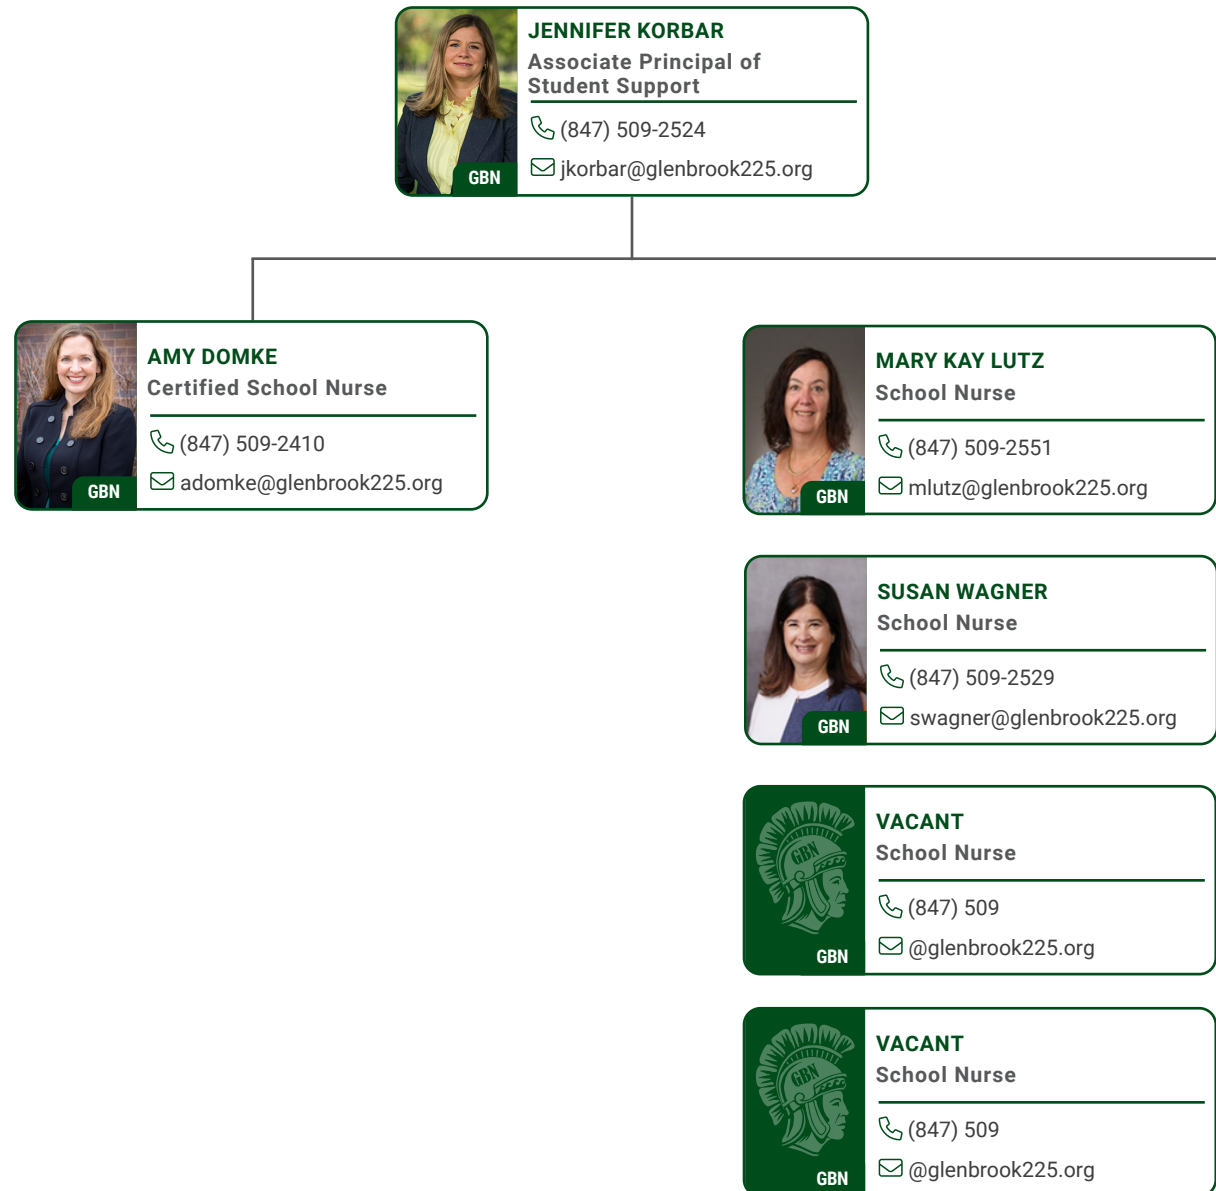 JENNIFER KORBAR
Associate Principal of
Student Support
(847) 509-2524
jkorbar@glenbrook225.org
GBN
AMY DOMKE
Certified School Nurse
(847) 509-2410
adomke@glenbrook225.org
GBN
MARY KAY LUTZ
School Nurse
(847) 509-2551
mlutz@glenbrook225.org
GBN
SUSAN WAGNER
School Nurse
(847) 509-2529
swagner@glenbrook225.org
GBN
GBN
VACANT
School Nurse
(847) 509
@glenbrook225.org
GBN
GBN
VACANT
School Nurse
(847) 509
@glenbrook225.org
GBN